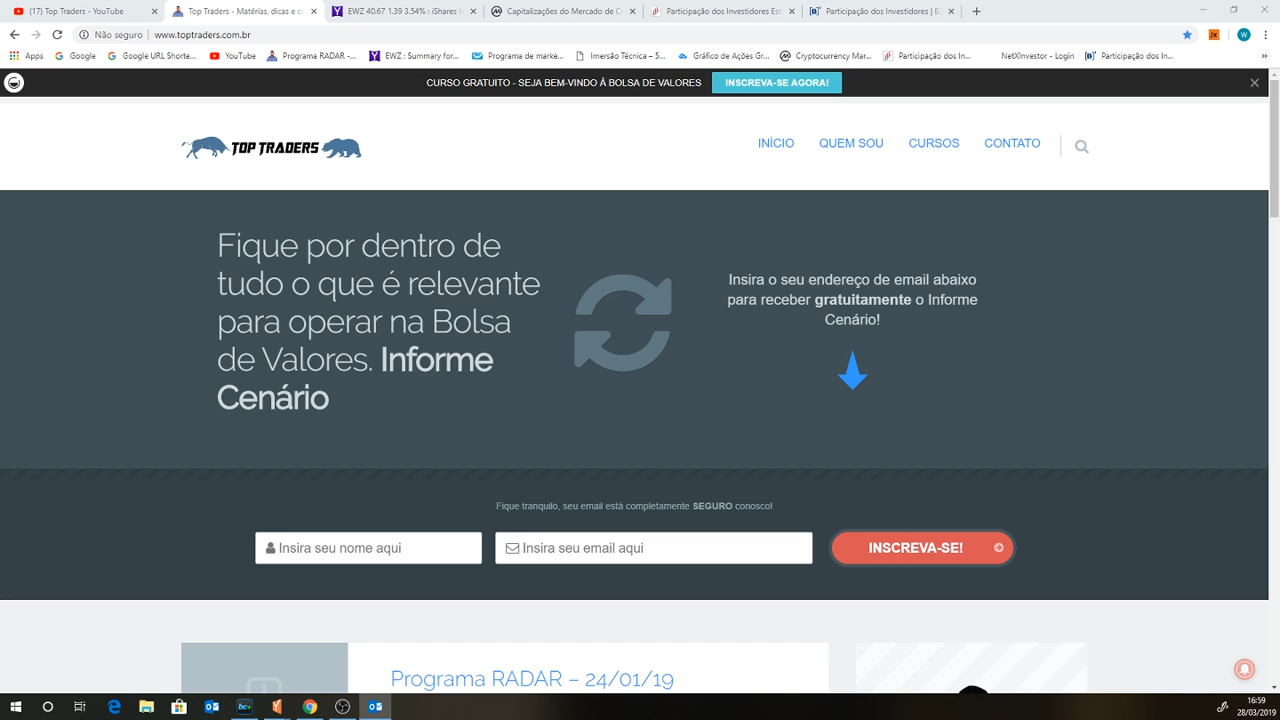 (17) Top Traders - YouTube
Top Traders - Matérias, dicas e co
EWZ 40.67 1.39 3.54% : iShares
Capitalizações do Mercado de C
Participação dos Investidores Est
Participação dos Investidores | B3
Não seguro | www.toptraders.com.br
Apps Google Google URL Shorte... YouTube Programa RADAR -... EWZ : Summary for... Programa de marke... Imersão Técnica – 5... Gráfico de Ações Gr... Cryptocurrency Mar... Participação dos In... NetXInvestor - Login Participação dos In... »
CURSO GRATUITO - SEJA BEM-VINDO À BOLSA DE VALORES INSCREVA-SE AGORA!
TOP TRADERS
INÍCIO QUEM SOU CURSOS CONTATO
Fique por dentro de
tudo o que é relevante
para operar na Bolsa
de Valores. Informe
Cenário
Insira o seu endereço de email abaixo
para receber gratuitamente o Informe
Cenário!
Fique tranquilo, seu email está completamente SEGURO conosco!
Insira seu nome aqui Insira seu email aqui INSCREVA-SE!
Programa RADAR – 24/01/19
16:59
28/03/2019